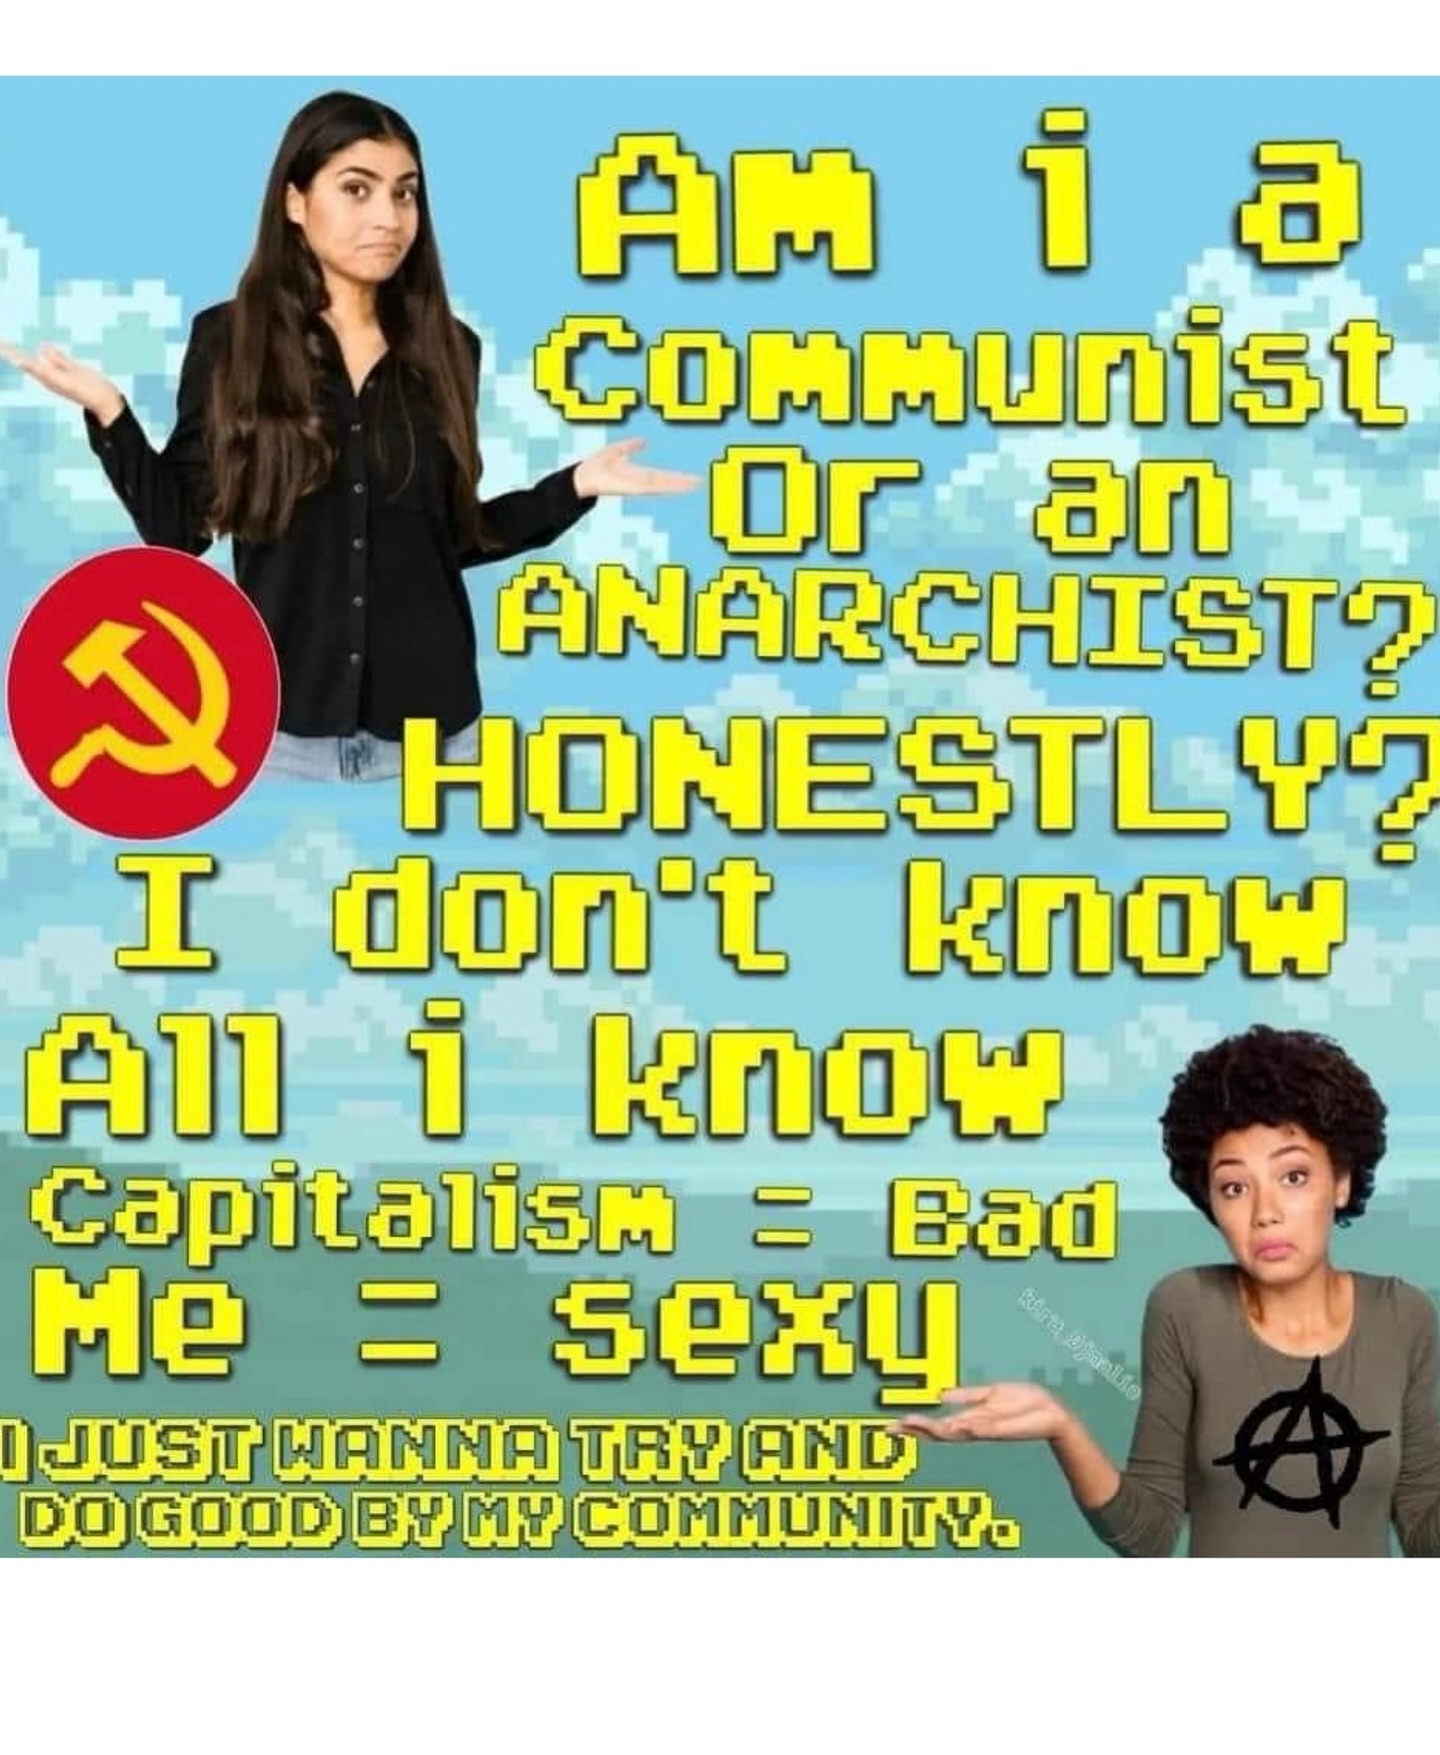 Am i a
Communist
Or an
ANARCHIST?
HONESTLY?
I don't know
All i know
Capitalism = Bad
Me = sexy
I JUST WANNA TRY AND
DO GOOD BY MY COMMUNITY.